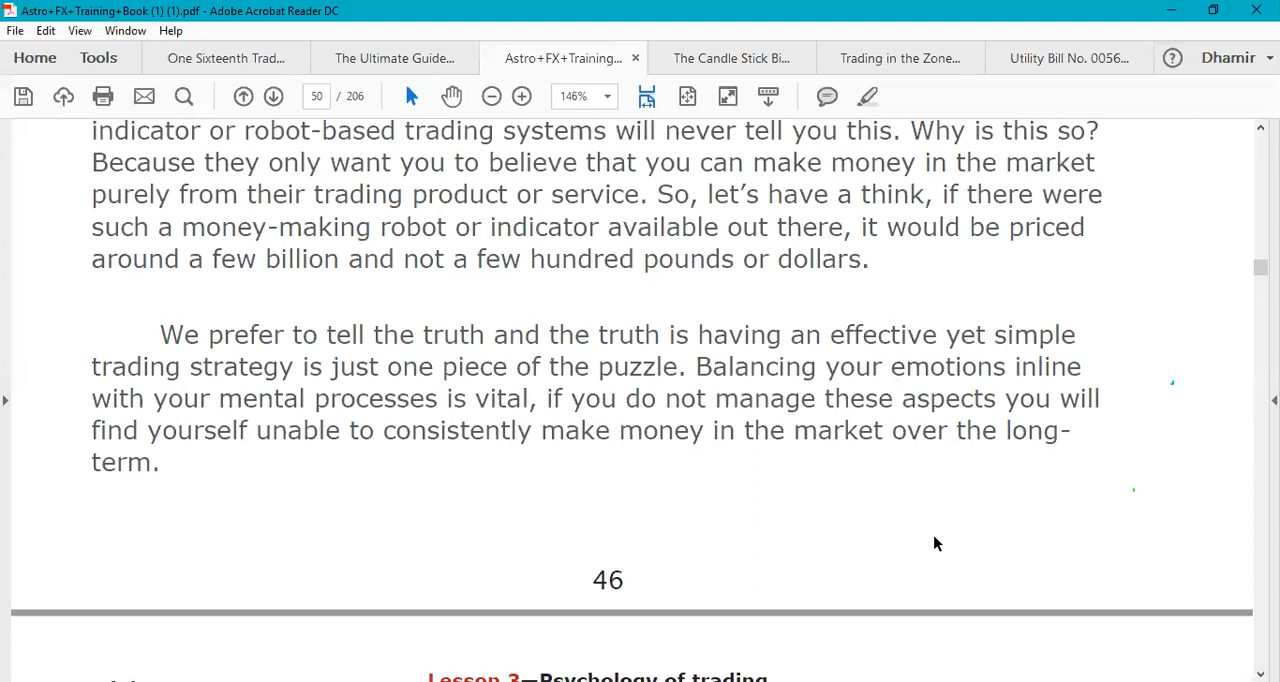 Astro+FX+Training+Book (1) (1).pdf - Adobe Acrobat Reader DC
File Edit View Window Help
Home Tools One Sixteenth Trad... The Ultimate Guide... Astro+FX+Training... × The Candle Stick Bi... Trading in the Zone... Utility Bill No. 0056... Dhamir
50 / 206 146%
indicator or robot-based trading systems will never tell you this. Why is this so?
Because they only want you to believe that you can make money in the market
purely from their trading product or service. So, let’s have a think, if there were
such a money-making robot or indicator available out there, it would be priced
around a few billion and not a few hundred pounds or dollars.
We prefer to tell the truth and the truth is having an effective yet simple
trading strategy is just one piece of the puzzle. Balancing your emotions inline
with your mental processes is vital, if you do not manage these aspects you will
find yourself unable to consistently make money in the market over the long-
term.
46
Lesson 3—Psychology of trading